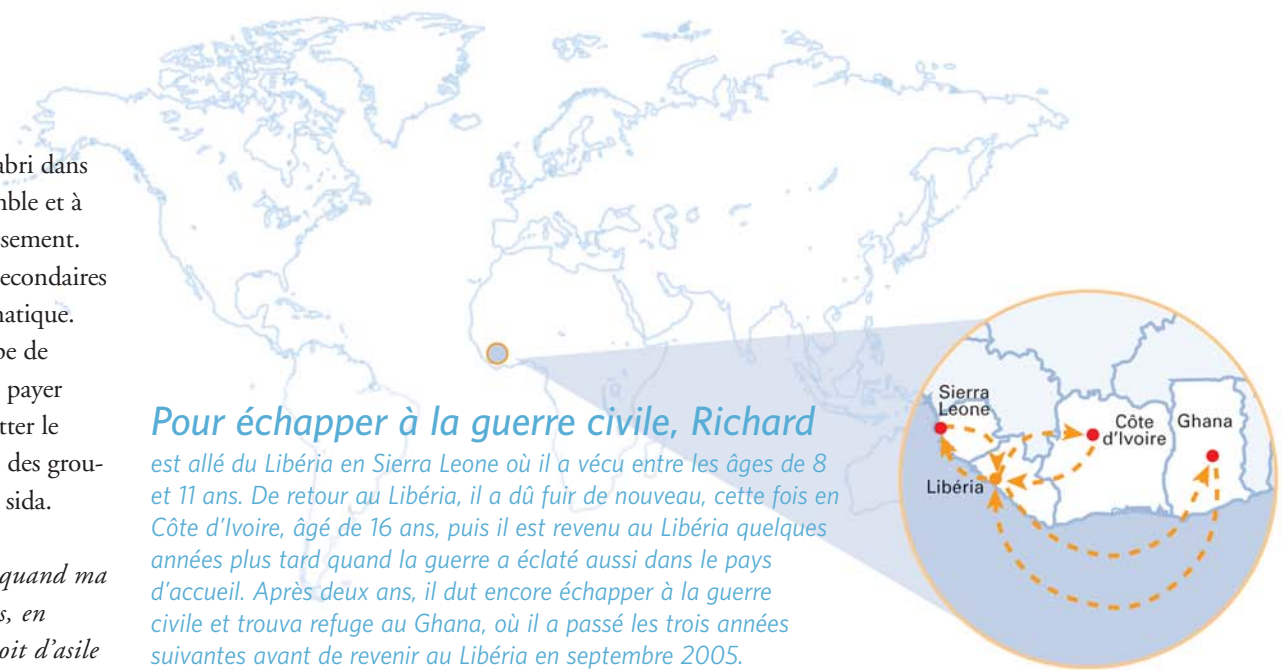 abri dans
nble et à
sement.
secondaires
natique.
pe de
payer
tter le
des grou-
sida.
quand ma
s, en
oit d'asile
Pour échapper à la guerre civile, Richard
est allé du Libéria en Sierra Leone où il a vécu entre les âges de 8
et 11 ans. De retour au Libéria, il a dû fuir de nouveau, cette fois en
Côte d'Ivoire, âgé de 16 ans, puis il est revenu au Libéria quelques
années plus tard quand la guerre a éclaté aussi dans le pays
d'accueil. Après deux ans, il dut encore échapper à la guerre
civile et trouva refuge au Ghana, où il a passé les trois années
suivantes avant de revenir au Libéria en septembre 2005.
Sierra
Leone
Côte
d'Ivoire
Ghana
Libéria